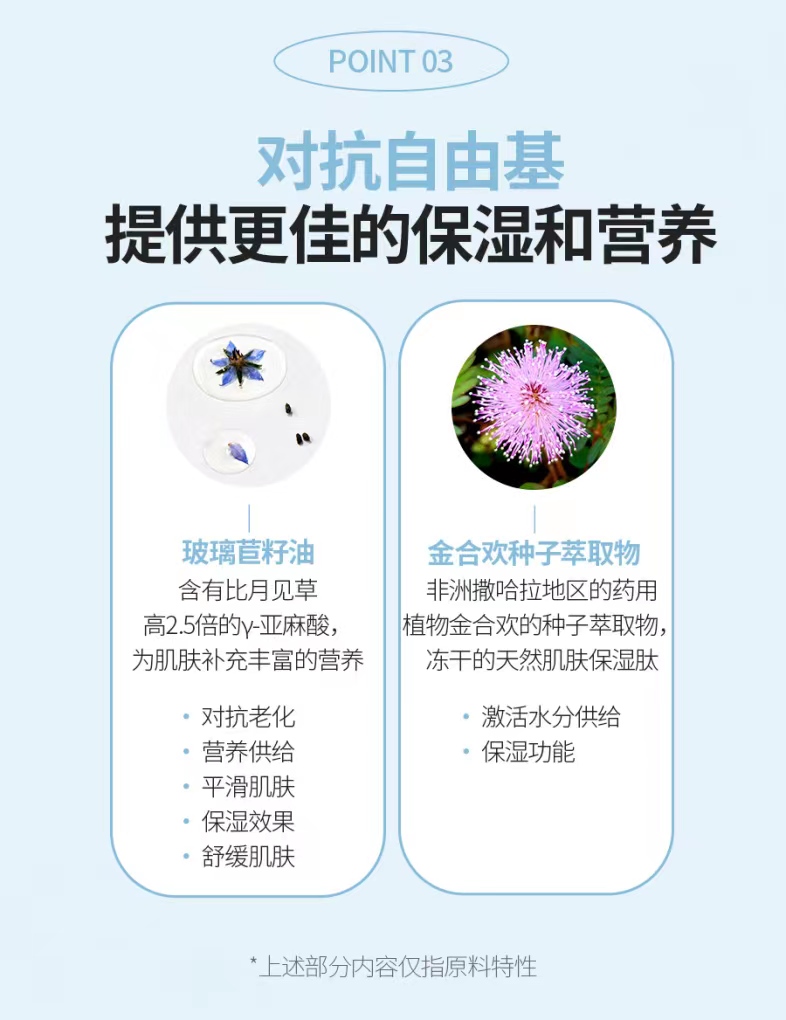 POINT 03
对抗自由基
提供更佳的保湿和营养
玻璃苣籽油
含有比月见草
高2.5倍的γ-亚麻酸，
为肌肤补充丰富的营养
• 对抗老化
• 营养供给
• 平滑肌肤
• 保湿效果
• 舒缓肌肤
金合欢种子萃取物
非洲撒哈拉地区的药用
植物金合欢的种子萃取物，
冻干的天然肌肤保湿肽
• 激活水分供给
• 保湿功能
*上述部分内容仅指原料特性